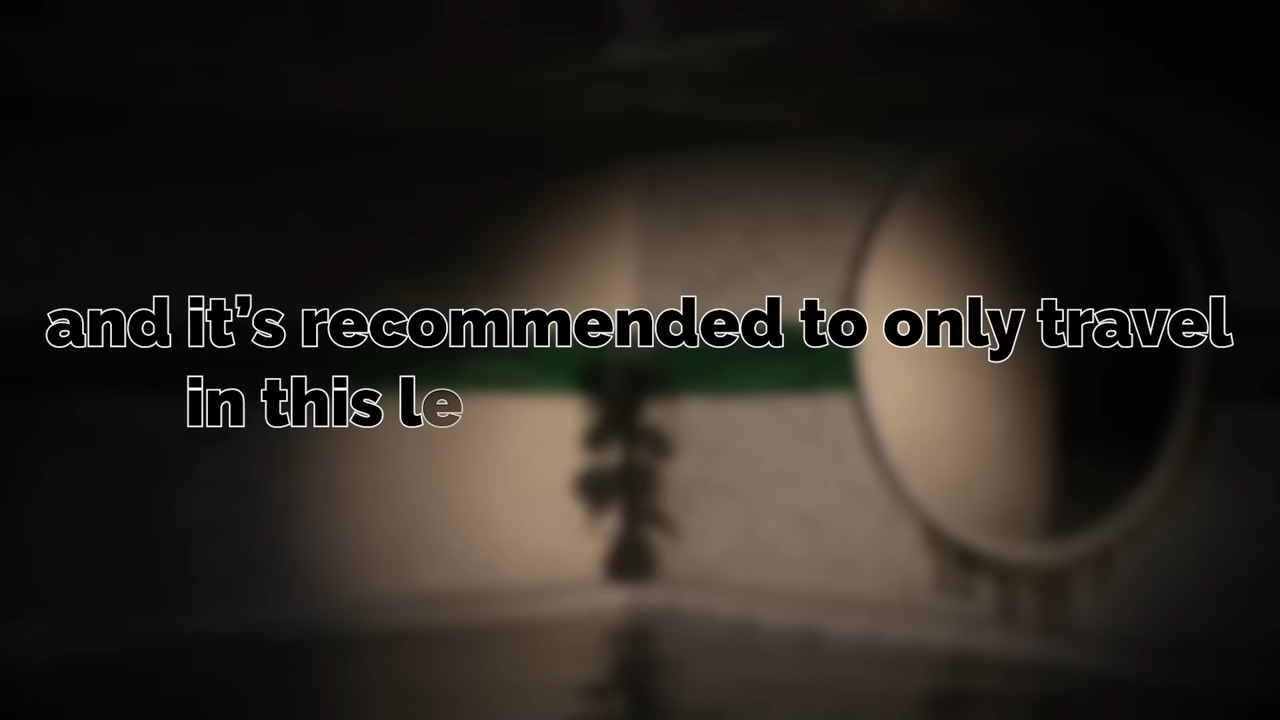 and it’s recommended to only travel
in this le